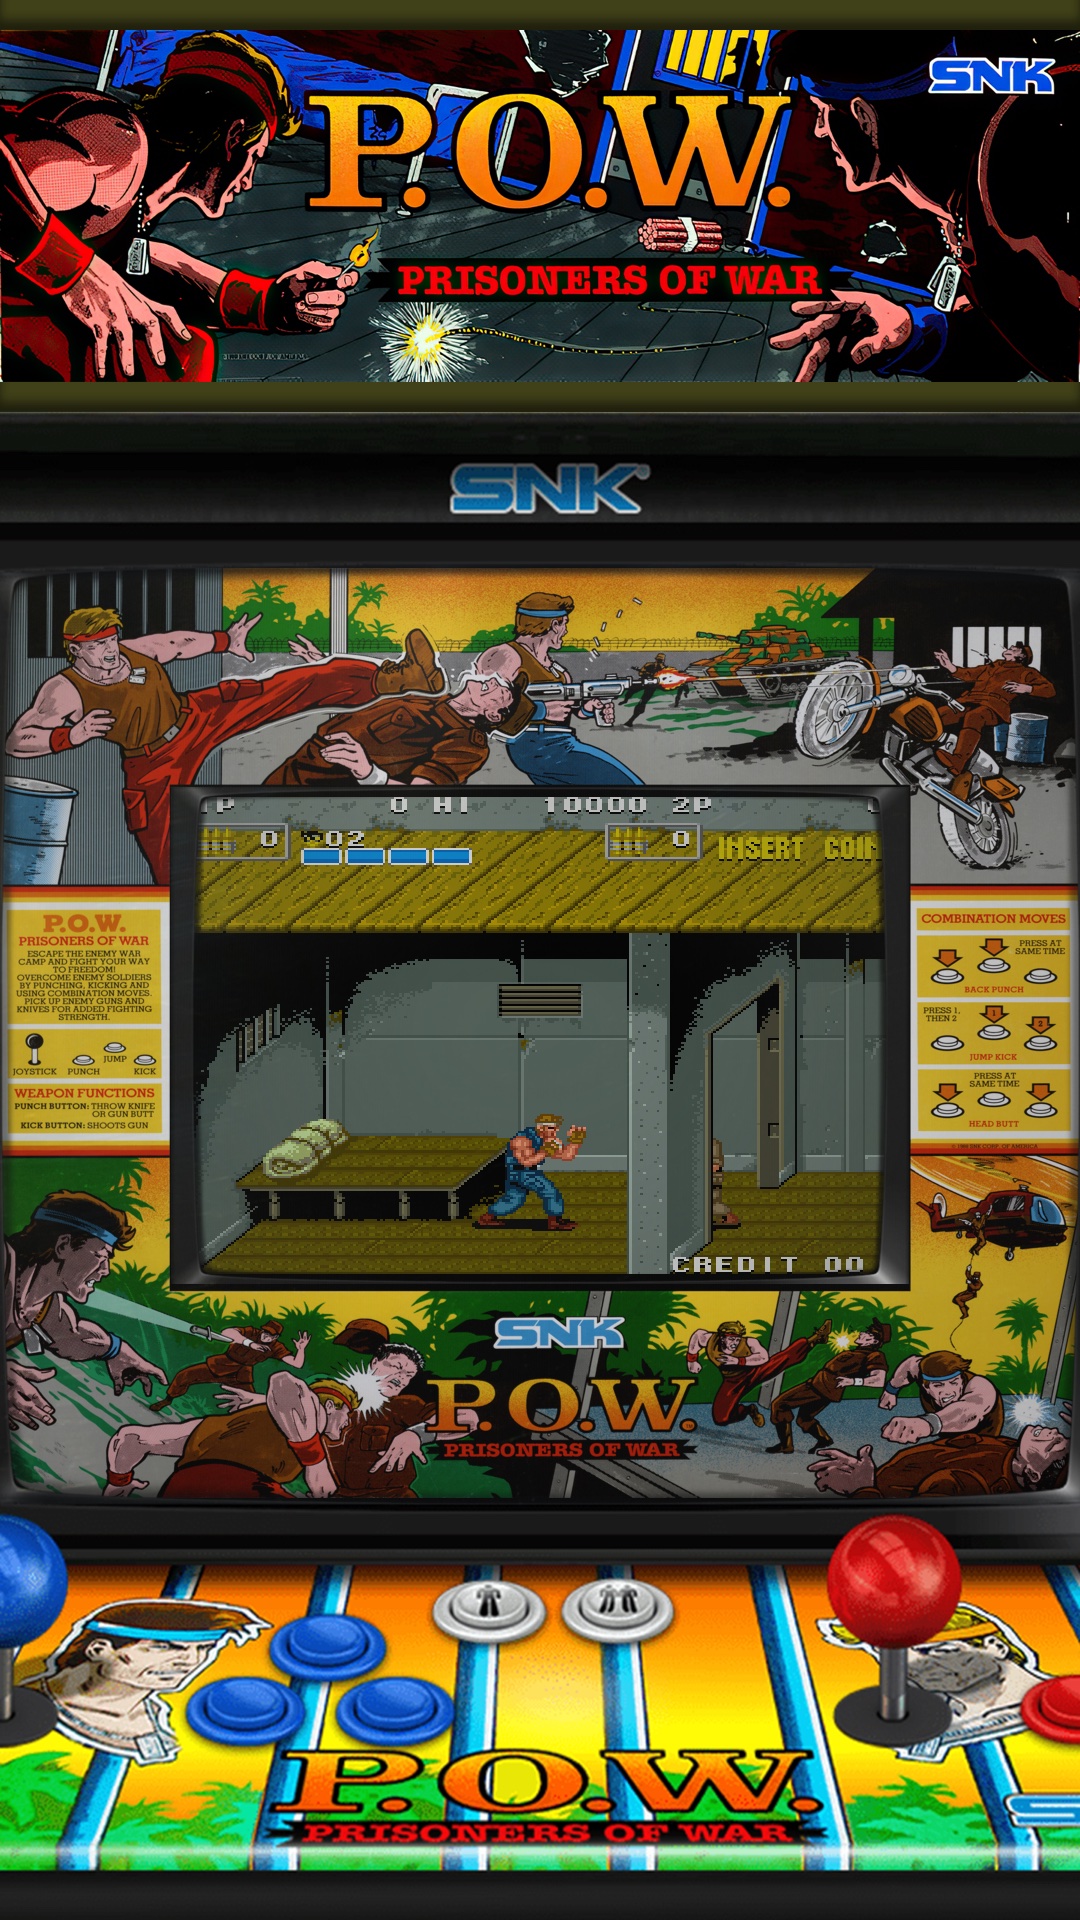 SNK
P.O.W.
PRISONERS OF WAR
SNK
1P 0 HI 10000 2P
0 02 0 INSERT COIN
CREDIT 00
P.O.W.
PRISONERS OF WAR
ESCAPE THE ENEMY WAR
CAMP AND FIGHT YOUR WAY
TO FREEDOM!
OVERCOME ENEMY SOLDIERS
BY PUNCHING, KICKING AND
USING COMBINATION MOVES.
PICK UP ENEMY GUNS AND
KNIVES FOR ADDED FIGHTING
STRENGTH.
JOYSTICK PUNCH JUMP KICK
WEAPON FUNCTIONS
PUNCH BUTTON: THROW KNIFE
OR GUN BUTT
KICK BUTTON: SHOOTS GUN
COMBINATION MOVES
PRESS AT
SAME TIME
BACK PUNCH
PRESS 1,
THEN 2
1
2
JUMP KICK
PRESS AT
SAME TIME
HEAD BUTT
SNK
P.O.W.
PRISONERS OF WAR
P.O.W.
PRISONERS OF WAR